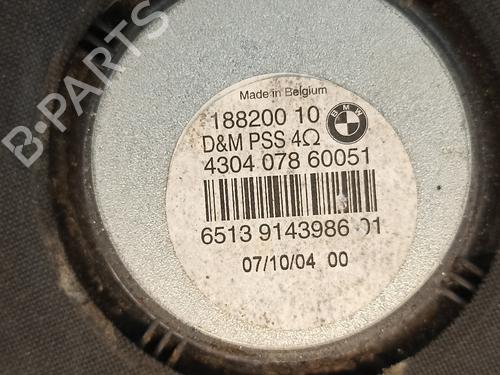 B-PARTS
Made in Belgium
188200 10
BMW
D&M PSS 4Ω
4304 078 60051
6513 9143986 01
07/10/04 00